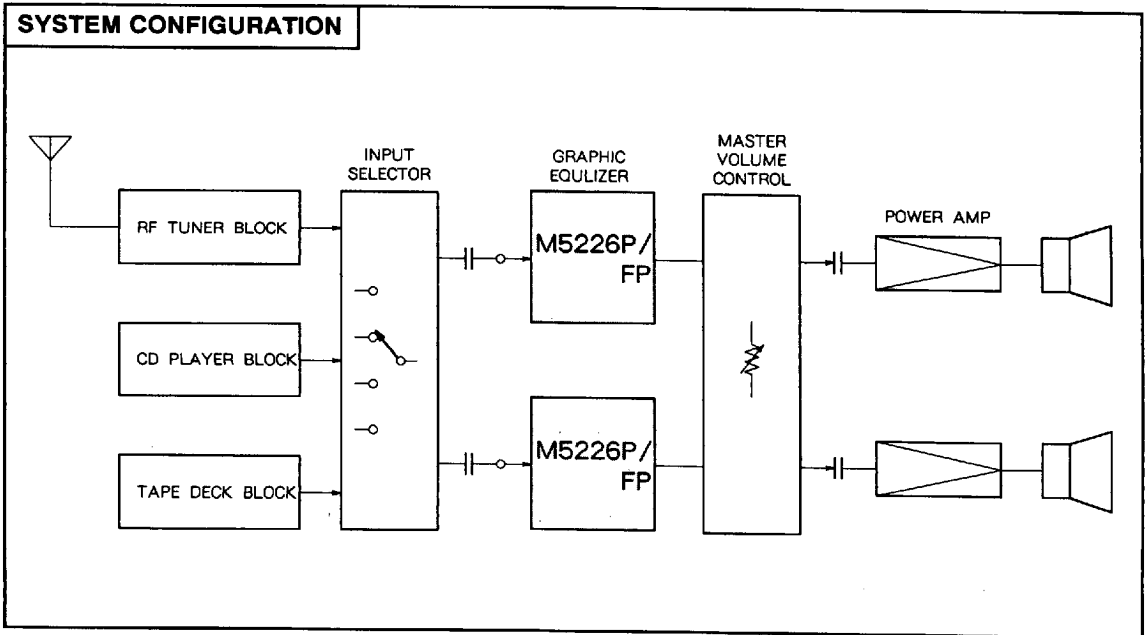 SYSTEM CONFIGURATION
INPUT
SELECTOR
GRAPHIC
EQULIZER
MASTER
VOLUME
CONTROL
POWER AMP
RF TUNER BLOCK
CD PLAYER BLOCK
TAPE DECK BLOCK
M5226P/
FP
M5226P/
FP